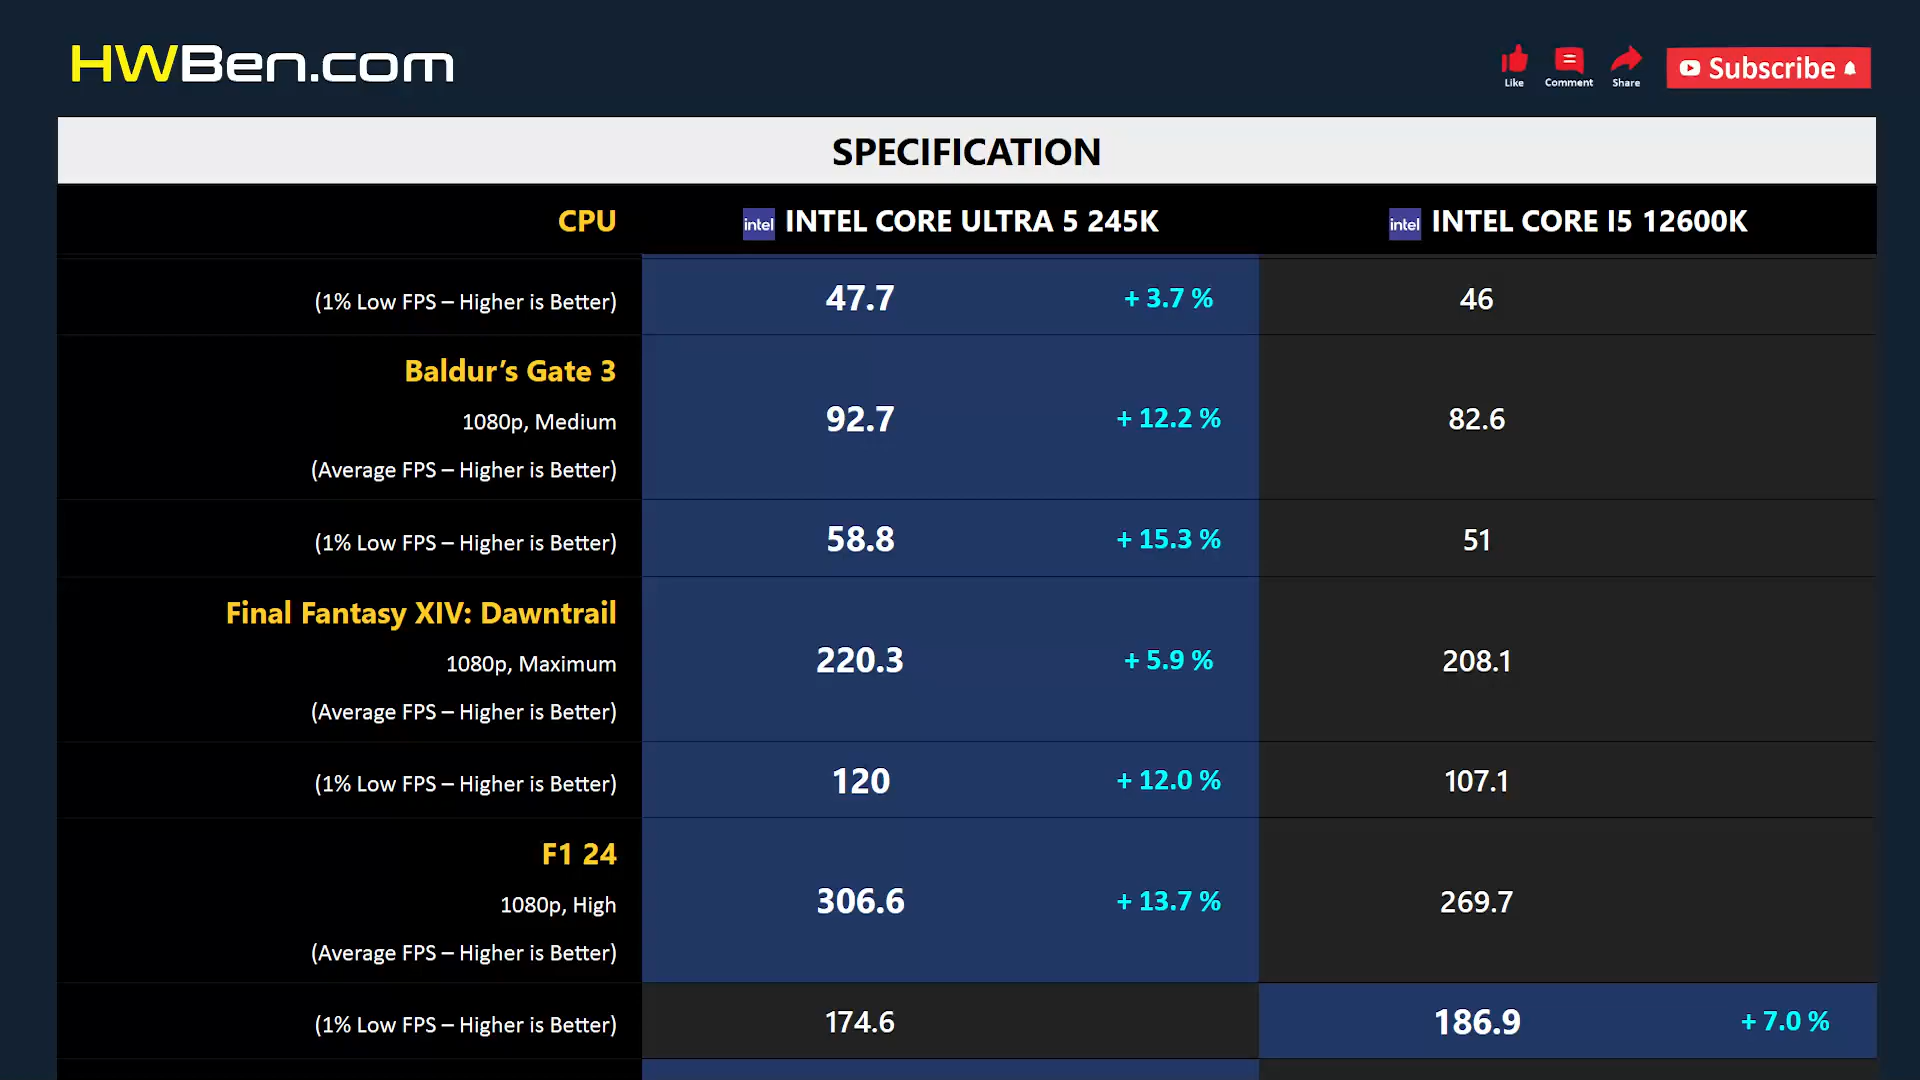 HWBen.com
Like
Comment
Share
Subscribe
SPECIFICATION
CPU
intel INTEL CORE ULTRA 5 245K
intel INTEL CORE I5 12600K
(1% Low FPS – Higher is Better)
47.7
+ 3.7 %
46
Baldur’s Gate 3
1080p, Medium
(Average FPS – Higher is Better)
92.7
+ 12.2 %
82.6
(1% Low FPS – Higher is Better)
58.8
+ 15.3 %
51
Final Fantasy XIV: Dawntrail
1080p, Maximum
(Average FPS – Higher is Better)
220.3
+ 5.9 %
208.1
(1% Low FPS – Higher is Better)
120
+ 12.0 %
107.1
F1 24
1080p, High
(Average FPS – Higher is Better)
306.6
+ 13.7 %
269.7
(1% Low FPS – Higher is Better)
174.6
186.9
+ 7.0 %